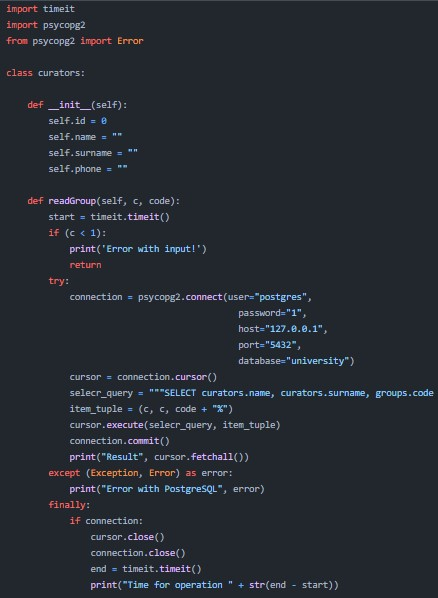 import timeit
import psycopg2
from psycopg2 import Error

class curators:

    def __init__(self):
        self.id = 0
        self.name = ""
        self.surname = ""
        self.phone = ""

    def readGroup(self, c, code):
        start = timeit.timeit()
        if (c < 1):
            print('Error with input!')
            return
        try:
            connection = psycopg2.connect(user="postgres",
                                          password="1",
                                          host="127.0.0.1",
                                          port="5432",
                                          database="university")
            cursor = connection.cursor()
            selecr_query = """SELECT curators.name, curators.surname, groups.code
            item_tuple = (c, c, code + "%")
            cursor.execute(selecr_query, item_tuple)
            connection.commit()
            print("Result", cursor.fetchall())
        except (Exception, Error) as error:
            print("Error with PostgreSQL", error)
        finally:
            if connection:
                cursor.close()
                connection.close()
                end = timeit.timeit()
                print("Time for operation " + str(end - start))